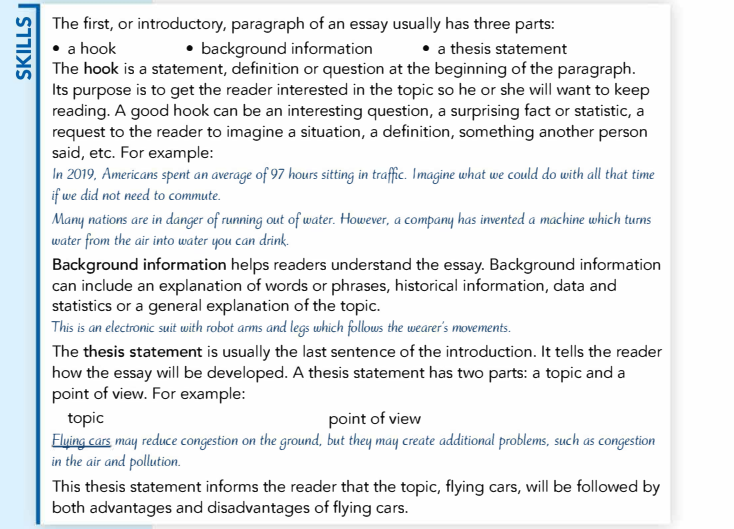 SKILLS
The first, or introductory, paragraph of an essay usually has three parts:
• a hook • background information • a thesis statement
The hook is a statement, definition or question at the beginning of the paragraph.
Its purpose is to get the reader interested in the topic so he or she will want to keep
reading. A good hook can be an interesting question, a surprising fact or statistic, a
request to the reader to imagine a situation, a definition, something another person
said, etc. For example:
In 2019, Americans spent an average of 97 hours sitting in traffic. Imagine what we could do with all that time
if we did not need to commute.
Many nations are in danger of running out of water. However, a company has invented a machine which turns
water from the air into water you can drink.
Background information helps readers understand the essay. Background information
can include an explanation of words or phrases, historical information, data and
statistics or a general explanation of the topic.
This is an electronic suit with robot arms and legs which follows the wearer's movements.
The thesis statement is usually the last sentence of the introduction. It tells the reader
how the essay will be developed. A thesis statement has two parts: a topic and a
point of view. For example:
topic point of view
Flying cars may reduce congestion on the ground, but they may create additional problems, such as congestion
in the air and pollution.
This thesis statement informs the reader that the topic, flying cars, will be followed by
both advantages and disadvantages of flying cars.